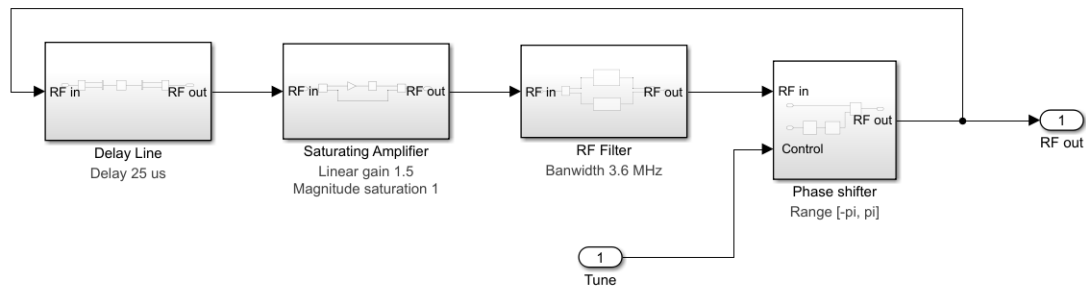 RF in
RF out
Delay Line
Delay 25 us
RF in
RF out
Saturating Amplifier
Linear gain 1.5
Magnitude saturation 1
RF in
RF out
RF Filter
Banwidth 3.6 MHz
RF in
RF out
Control
Phase shifter
Range [-pi, pi]
1
RF out
1
Tune